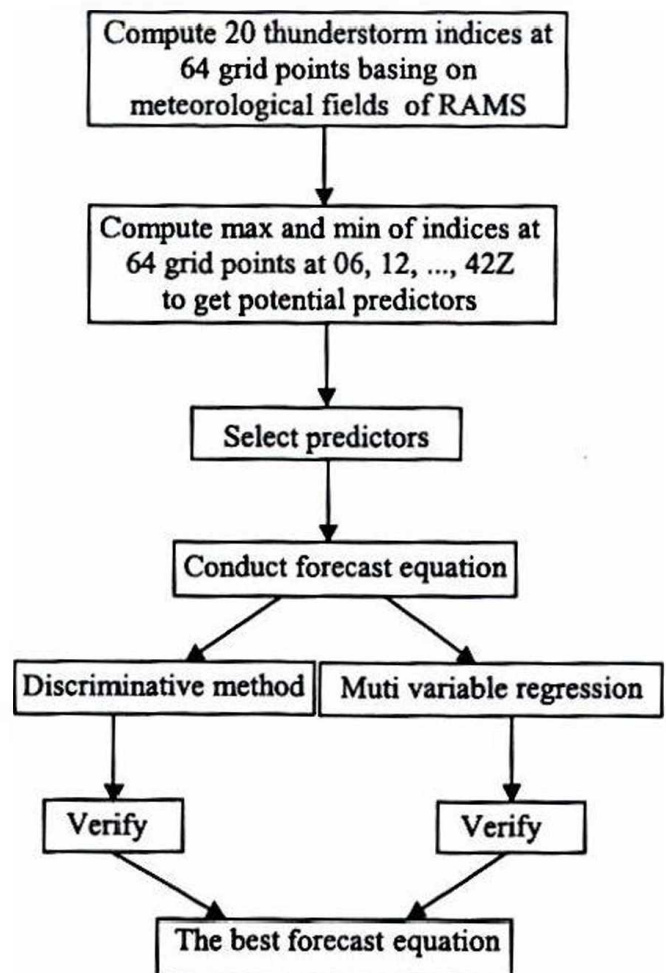 Compute 20 thunderstorm indices at
64 grid points basing on
meteorological fields of RAMS
Compute max and min of indices at
64 grid points at 06, 12, ..., 42Z
to get potential predictors
Select predictors
Conduct forecast equation
Discriminative method
Muti variable regression
Verify
Verify
The best forecast equation